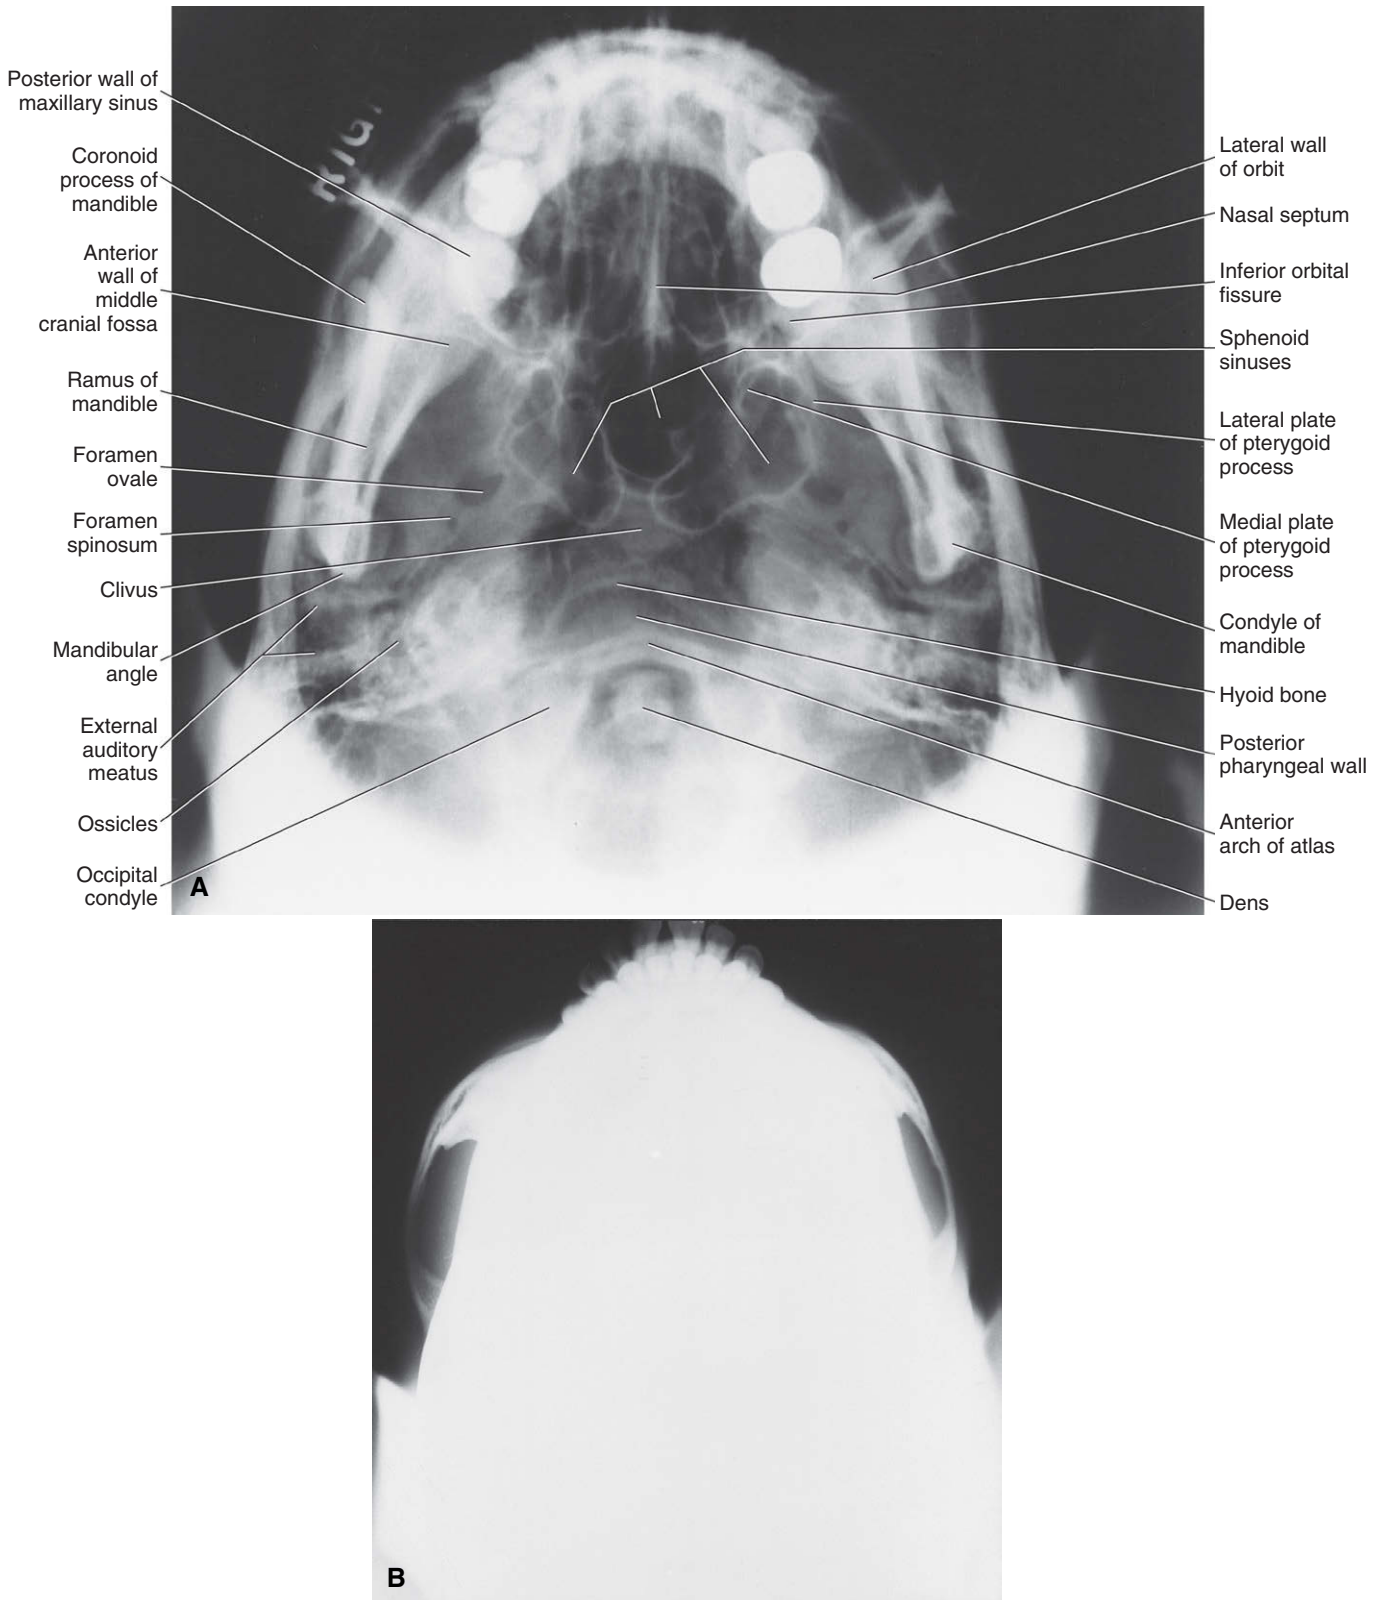 Posterior wall of
maxillary sinus
Coronoid
process of
mandible
Anterior
wall of
middle
cranial fossa
Ramus of
mandible
Foramen
ovale
Foramen
spinosum
Clivus
Mandibular
angle
External
auditory
meatus
Ossicles
Occipital
condyle
RIG
A
Lateral wall
of orbit
Nasal septum
Inferior orbital
fissure
Sphenoid
sinuses
Lateral plate
of pterygoid
process
Medial plate
of pterygoid
process
Condyle of
mandible
Hyoid bone
Posterior
pharyngeal wall
Anterior
arch of atlas
Dens
B